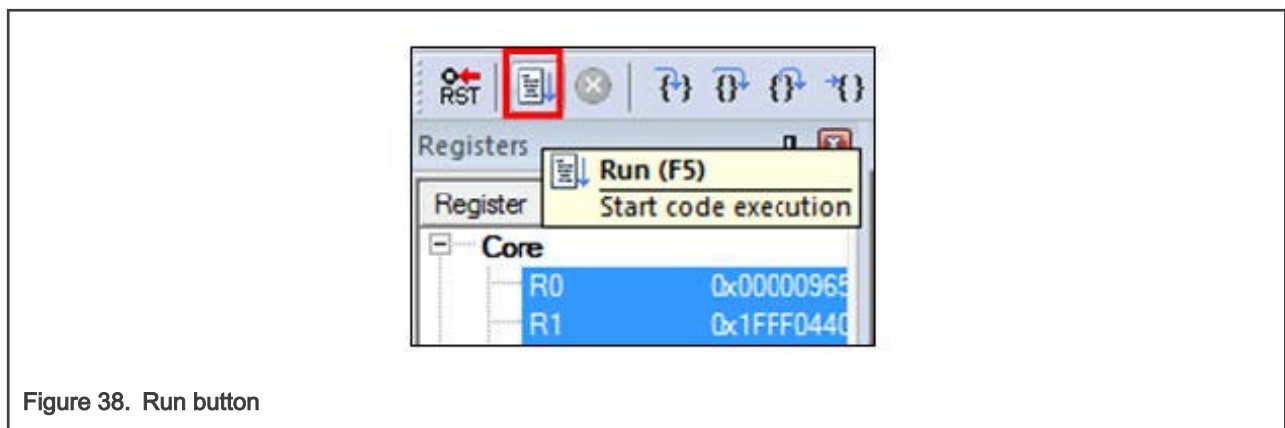 RST
Registers
Run (F5)
Start code execution
Register
Core
R0 0x00000965
R1 0x1FFF0440
Figure 38. Run button